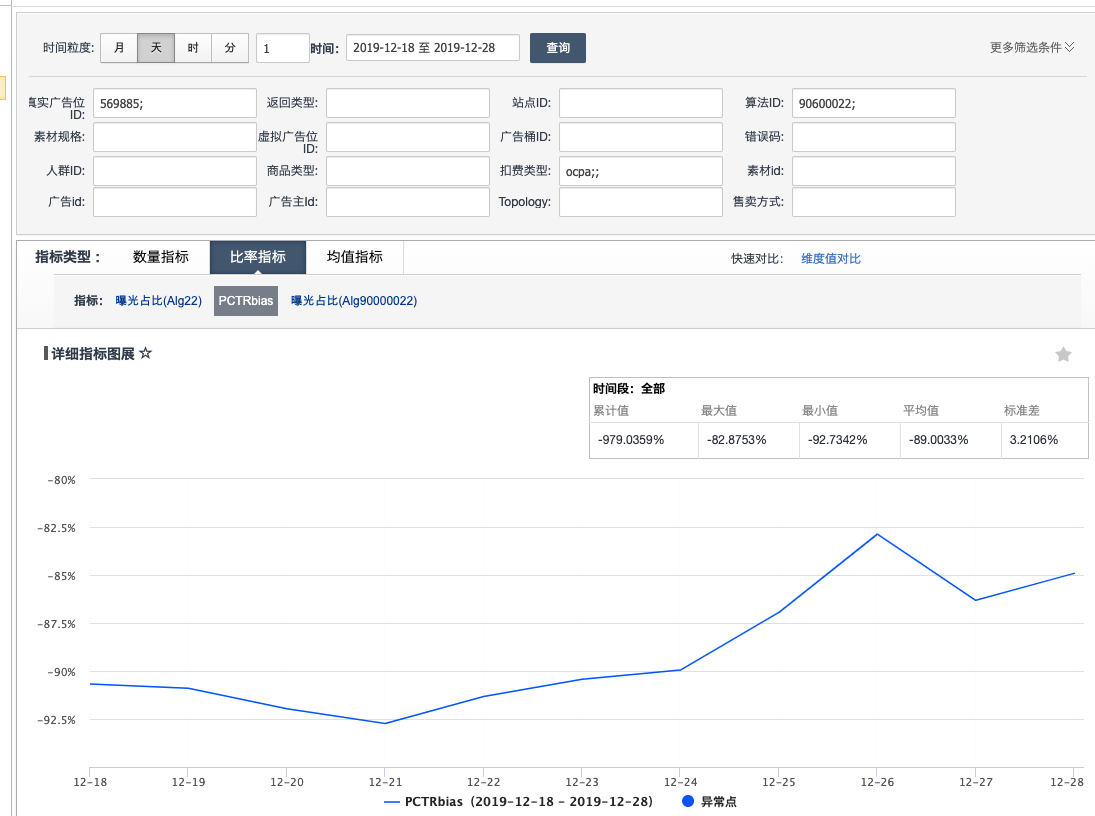 时间粒度: 月 天 时 分 1 时间: 2019-12-18 至 2019-12-28 查询 更多筛选条件
真实广告位ID: 569885; 返回类型: 站点ID: 算法ID: 90600022;
素材规格: 虚拟广告位ID: 广告桶ID: 错误码:
人群ID: 商品类型: 扣费类型: ocpa;; 素材id:
广告id: 广告主Id: Topology: 售卖方式:
指标类型： 数量指标 比率指标 均值指标 快速对比: 维度值对比
指标: 曝光占比(Alg22) PCTRbias 曝光占比(Alg90000022)
详细指标图展 ☆
时间段：全部
累计值 最大值 最小值 平均值 标准差
-979.0359% -82.8753% -92.7342% -89.0033% 3.2106%
-80%
-82.5%
-85%
-87.5%
-90%
-92.5%
12-18 12-19 12-20 12-21 12-22 12-23 12-24 12-25 12-26 12-27 12-28
PCTRbias（2019-12-18 - 2019-12-28） 异常点